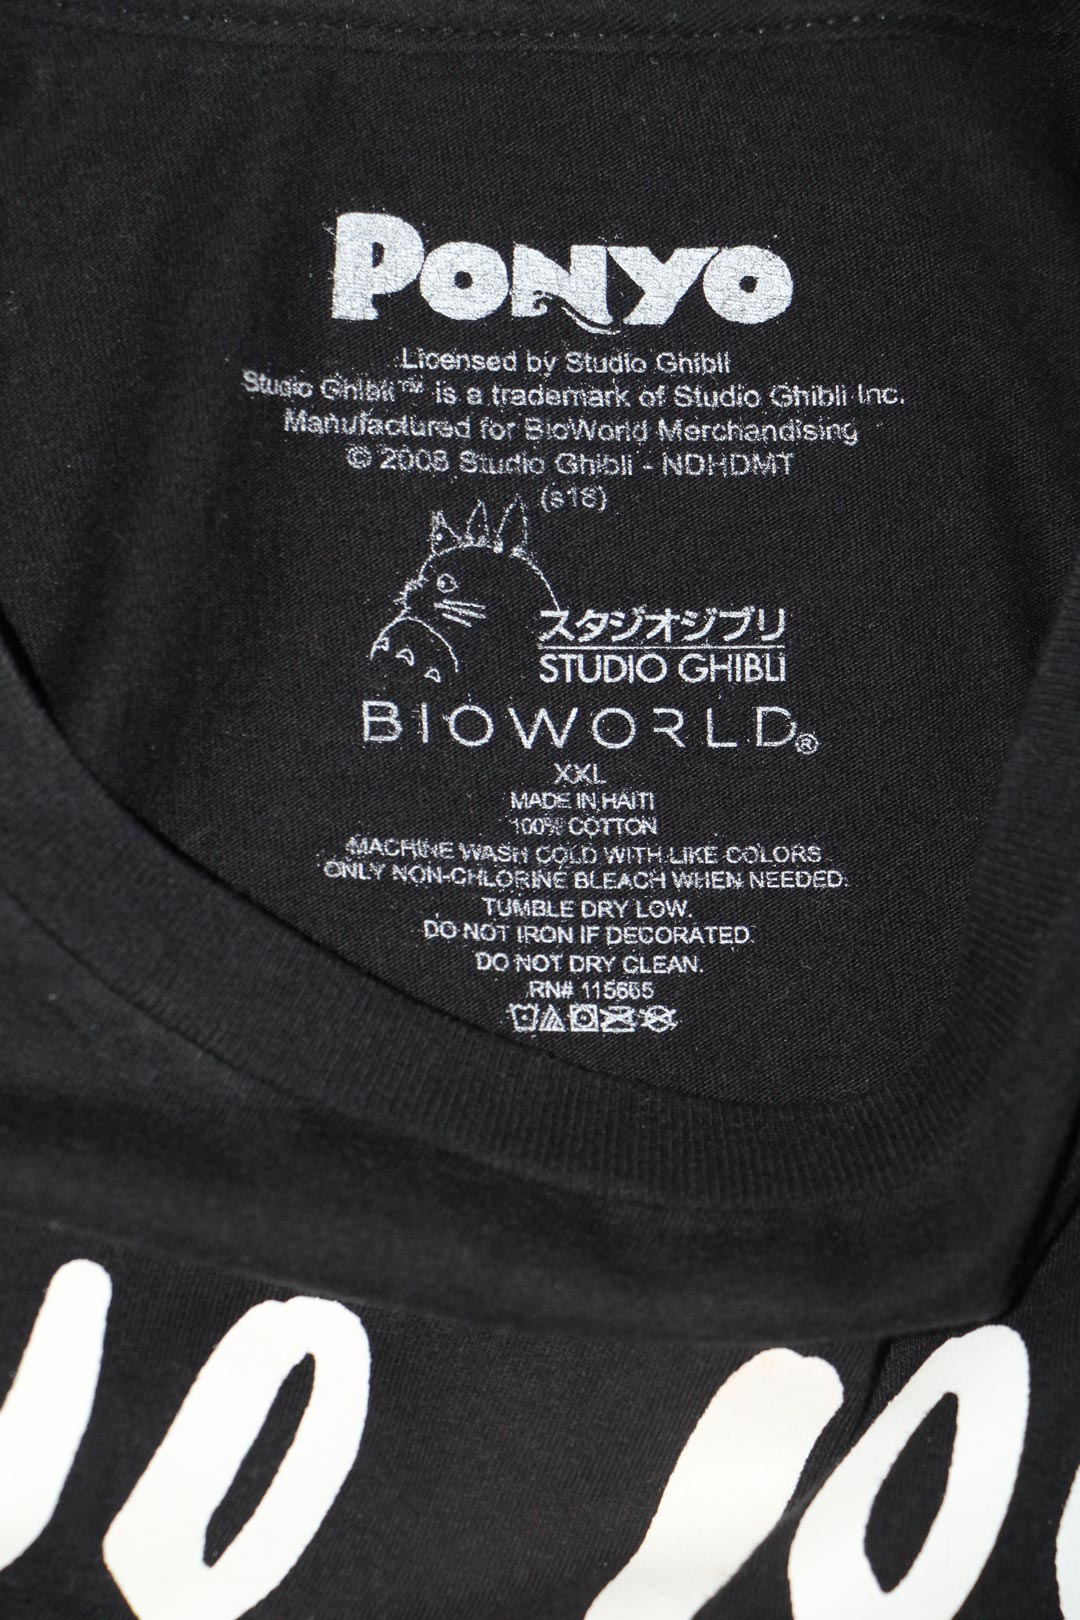 PONYO
Licensed by Studio Ghibli
Studio Ghibli™ is a trademark of Studio Ghibli Inc.
Manufactured for BioWorld Merchandising
© 2008 Studio Ghibli - NDHDMT
(s18)
スタジオジブリ
STUDIO GHIBLI
BIOWORLD®
XXL
MADE IN HAITI
100% COTTON
MACHINE WASH COLD WITH LIKE COLORS.
ONLY NON-CHLORINE BLEACH WHEN NEEDED.
TUMBLE DRY LOW.
DO NOT IRON IF DECORATED.
DO NOT DRY CLEAN.
RN# 115665